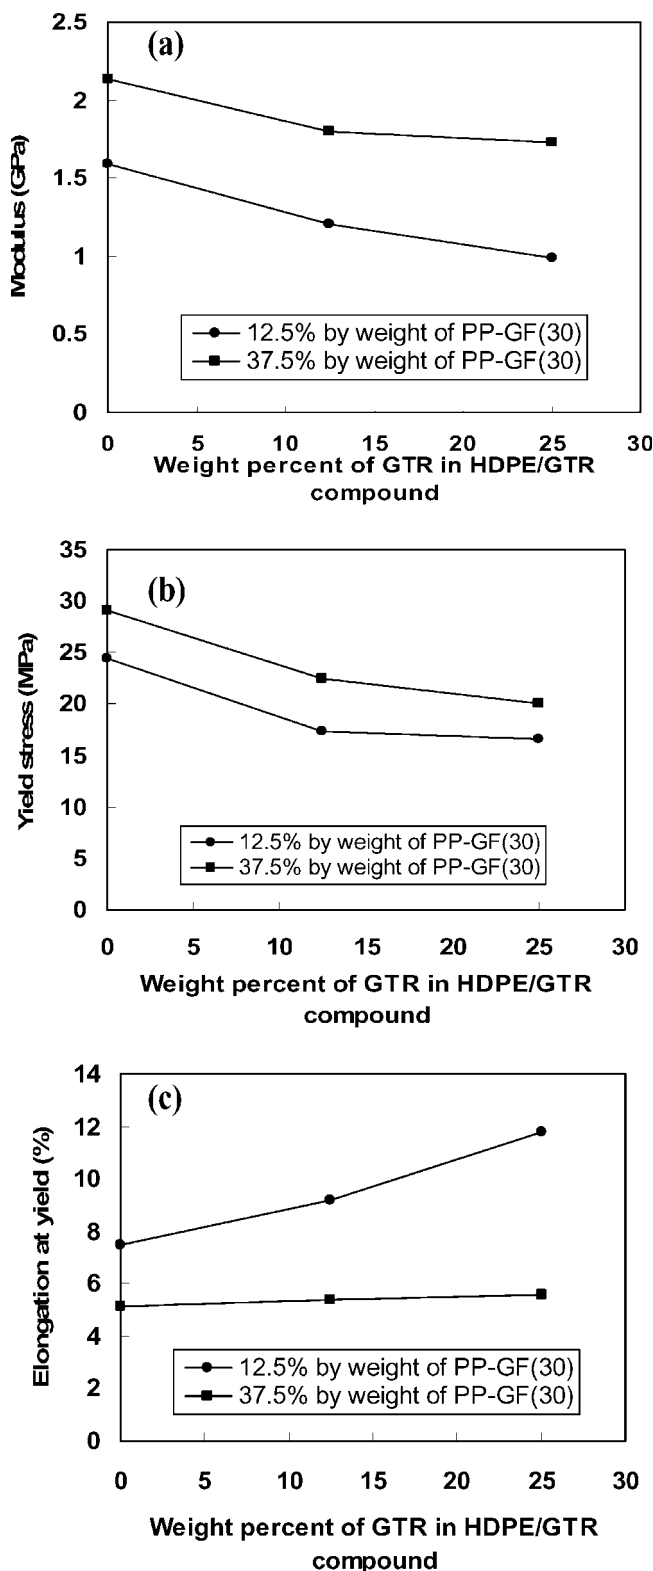 (a)
2.5
2
1.5
1
0.5
0
Modulus (GPa)
12.5% by weight of PP-GF(30)
37.5% by weight of PP-GF(30)
0 5 10 15 20 25 30
Weight percent of GTR in HDPE/GTR
compound
(b)
35
30
25
20
15
10
5
0
Yield stress (MPa)
12.5% by weight of PP-GF(30)
37.5% by weight of PP-GF(30)
0 5 10 15 20 25 30
Weight percent of GTR in HDPE/GTR
compound
(c)
14
12
10
8
6
4
2
0
Elongation at yield (%)
12.5% by weight of PP-GF(30)
37.5% by weight of PP-GF(30)
0 5 10 15 20 25 30
Weight percent of GTR in HDPE/GTR
compound